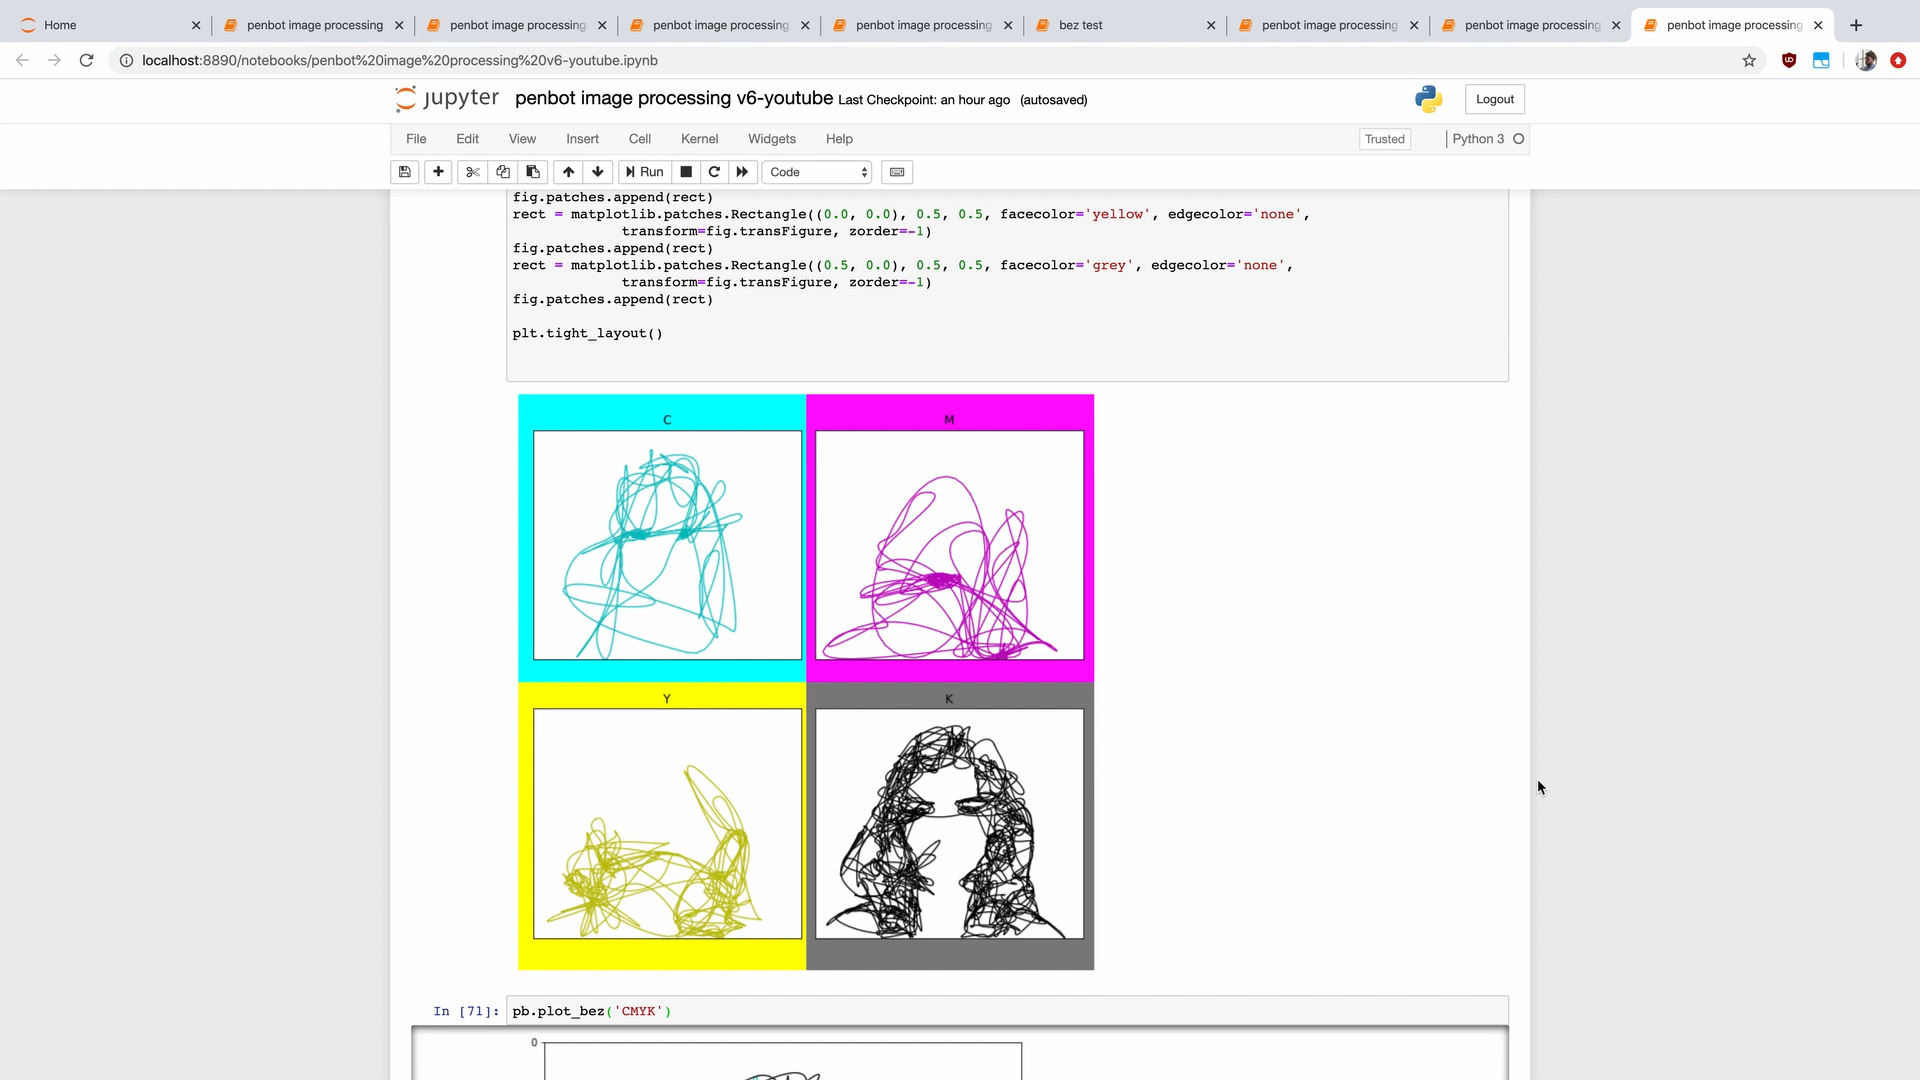 Home
penbot image processing
penbot image processing
penbot image processing
penbot image processing
bez test
penbot image processing
penbot image processing
penbot image processing
localhost:8890/notebooks/penbot%20image%20processing%20v6-youtube.ipynb
jupyter penbot image processing v6-youtube Last Checkpoint: an hour ago (autosaved)
Logout
File Edit View Insert Cell Kernel Widgets Help
Trusted
Python 3
Run
Code
fig.patches.append(rect)
rect = matplotlib.patches.Rectangle((0.0, 0.0), 0.5, 0.5, facecolor='yellow', edgecolor='none',
transform=fig.transFigure, zorder=-1)
fig.patches.append(rect)
rect = matplotlib.patches.Rectangle((0.5, 0.0), 0.5, 0.5, facecolor='grey', edgecolor='none',
transform=fig.transFigure, zorder=-1)
fig.patches.append(rect)
plt.tight_layout()
C
M
Y
K
In [71]: pb.plot_bez('CMYK')
0